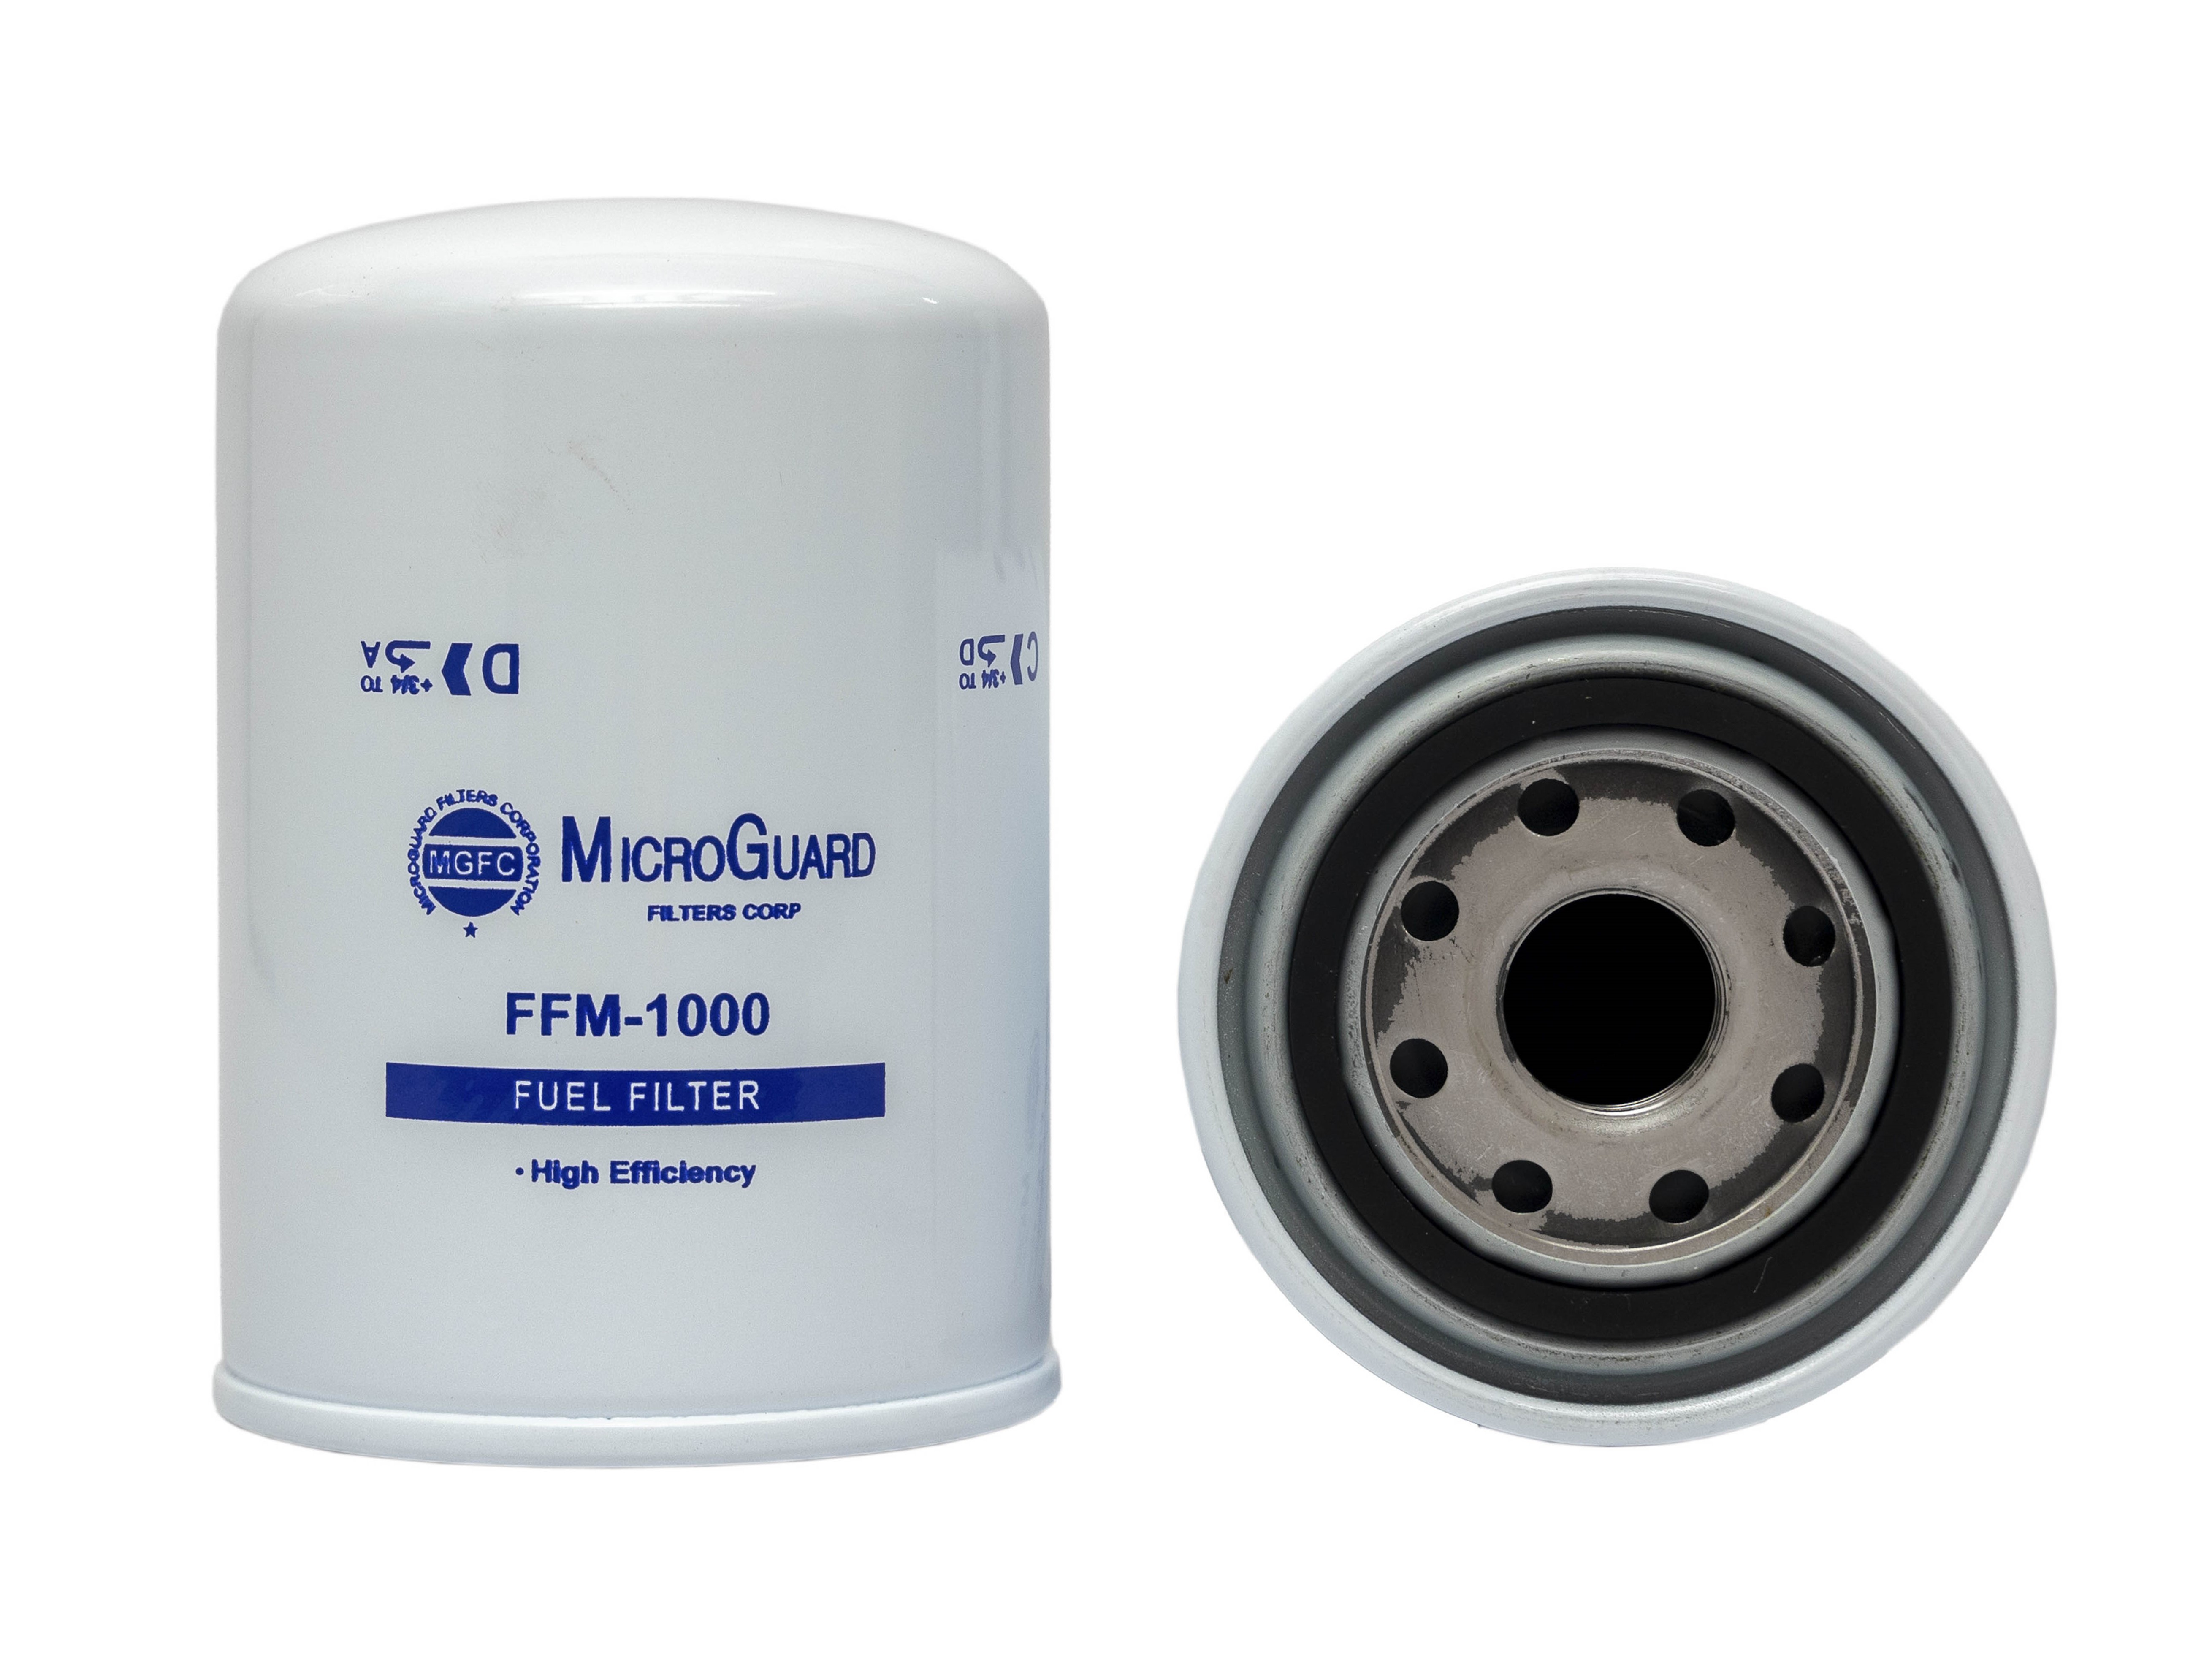 D
+3/4 TO A
C
+3/4 TO D
MICROGUARD FILTERS CORPORATION
MGFC
MICROGUARD
FILTERS CORP
FFM-1000
FUEL FILTER
• High Efficiency